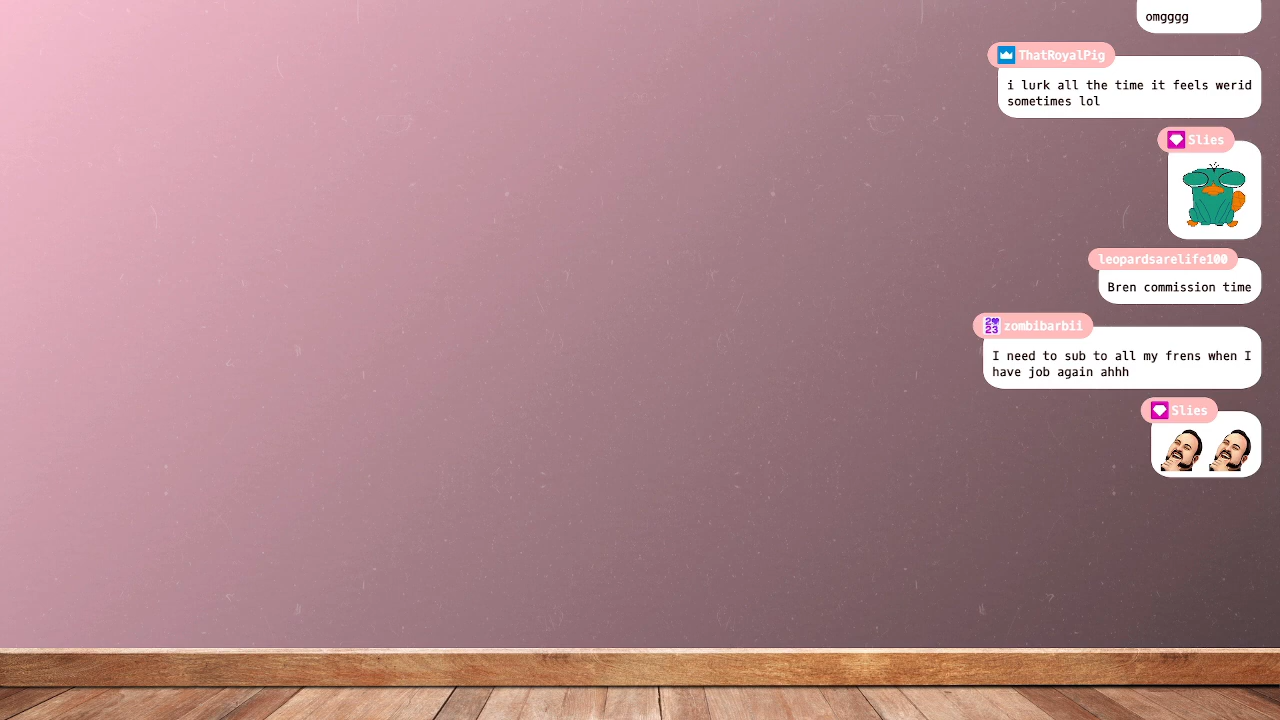 omgggg
ThatRoyalPig
i lurk all the time it feels werid
sometimes lol
Slies
leopardsarelife100
Bren commission time
2023 zombibarbii
I need to sub to all my frens when I
have job again ahhh
Slies